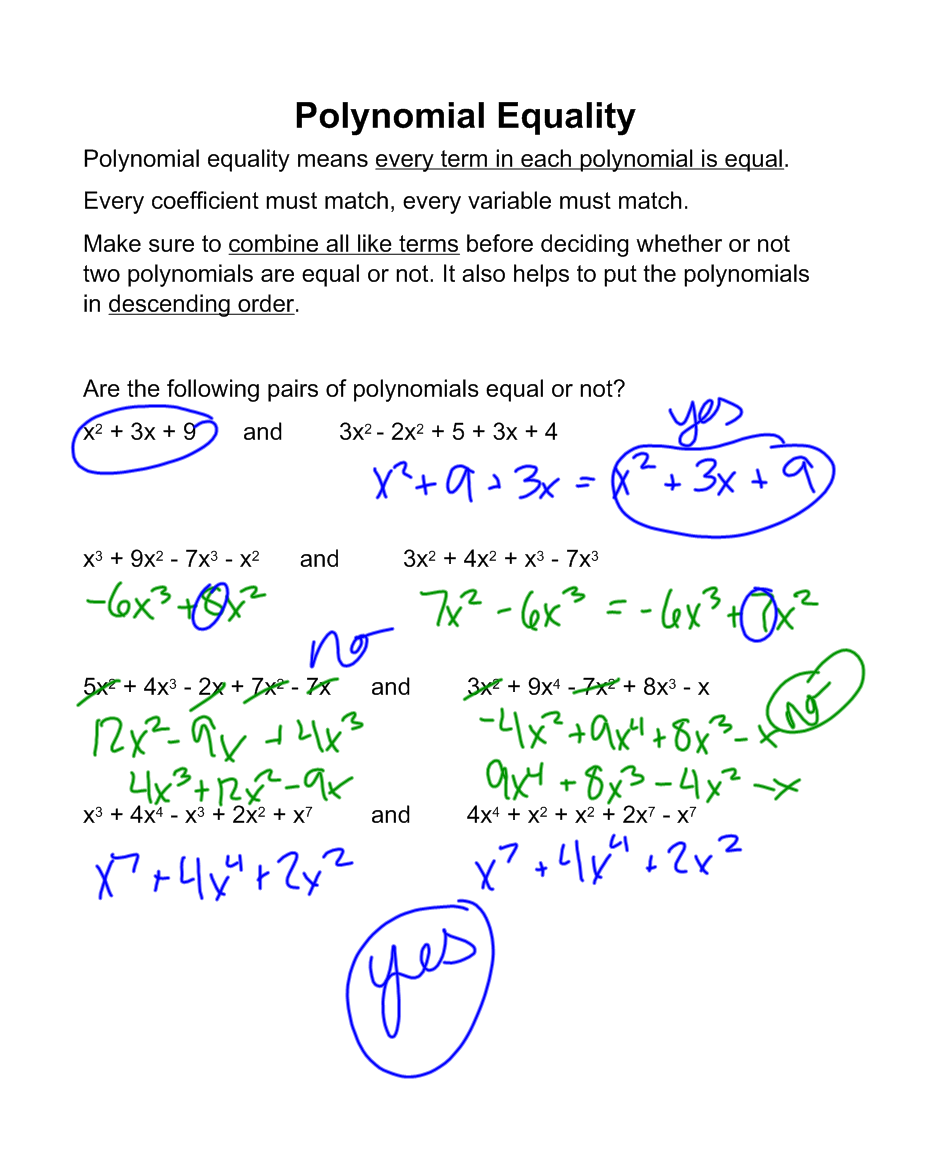 Polynomial Equality
Polynomial equality means every term in each polynomial is equal.
Every coefficient must match, every variable must match.
Make sure to combine all like terms before deciding whether or not
two polynomials are equal or not. It also helps to put the polynomials
in descending order.
Are the following pairs of polynomials equal or not?
yes
x² + 3x + 9 and 3x² - 2x² + 5 + 3x + 4
x² + 9 + 3x = x² + 3x + 9
x³ + 9x² - 7x³ - x² and 3x² + 4x² + x³ - 7x³
-6x³ + 8x² 7x² - 6x³ = -6x³ + 7x²
no
5x² + 4x³ - 2x + 7x² - 7x and 3x² + 9x⁴ - 7x² + 8x³ - x
no
12x² - 9x + 4x³ -4x² + 9x⁴ + 8x³ - x
4x³ + 12x² - 9x 9x⁴ + 8x³ - 4x² - x
x³ + 4x⁴ - x³ + 2x² + x⁷ and 4x⁴ + x² + x² + 2x⁷ - x⁷
x⁷ + 4x⁴ + 2x² x⁷ + 4x⁴ + 2x²
yes